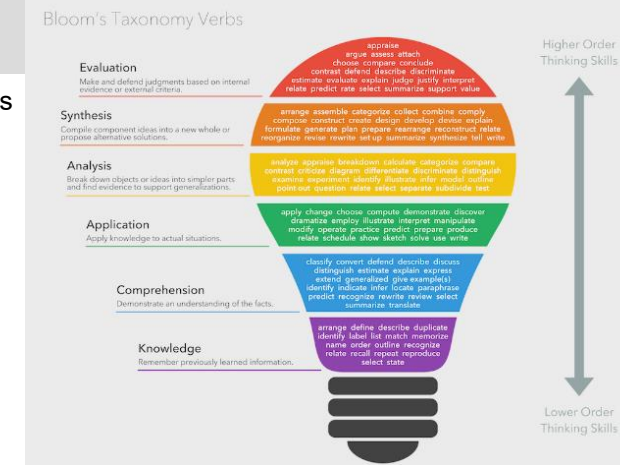 Bloom's Taxonomy Verbs
Higher Order
Thinking Skills
s
Evaluation
Make and defend judgments based on internal
evidence or external criteria.
appraise
argue assess attach
choose compare conclude
contrast defend describe discriminate
estimate evaluate explain judge justify interpret
relate predict rate select summarize support value
Synthesis
Compile component ideas into a new whole or
propose alternative solutions.
arrange assemble categorize collect combine comply
compose construct create design develop devise explain
formulate generate plan prepare rearrange reconstruct relate
reorganize revise rewrite set up summarize synthesize tell write
Analysis
Break down objects or ideas into simpler parts
and find evidence to support generalizations.
analyze appraise breakdown calculate categorize compare
contrast criticize diagram differentiate discriminate distinguish
examine experiment identify illustrate infer model outline
point out question relate select separate subdivide test
Application
Apply knowledge to actual situations.
apply change choose compute demonstrate discover
dramatize employ illustrate interpret manipulate
modify operate practice predict prepare produce
relate schedule show sketch solve use write
Comprehension
Demonstrate an understanding of the facts.
classify convert defend describe discuss
distinguish estimate explain express
extend generalized give example(s)
identify indicate infer locate paraphrase
predict recognize rewrite review select
summarize translate
Knowledge
Remember previously learned information.
arrange define describe duplicate
identify label list match memorize
name order outline recognize
relate recall repeat reproduce
select state
Lower Order
Thinking Skills